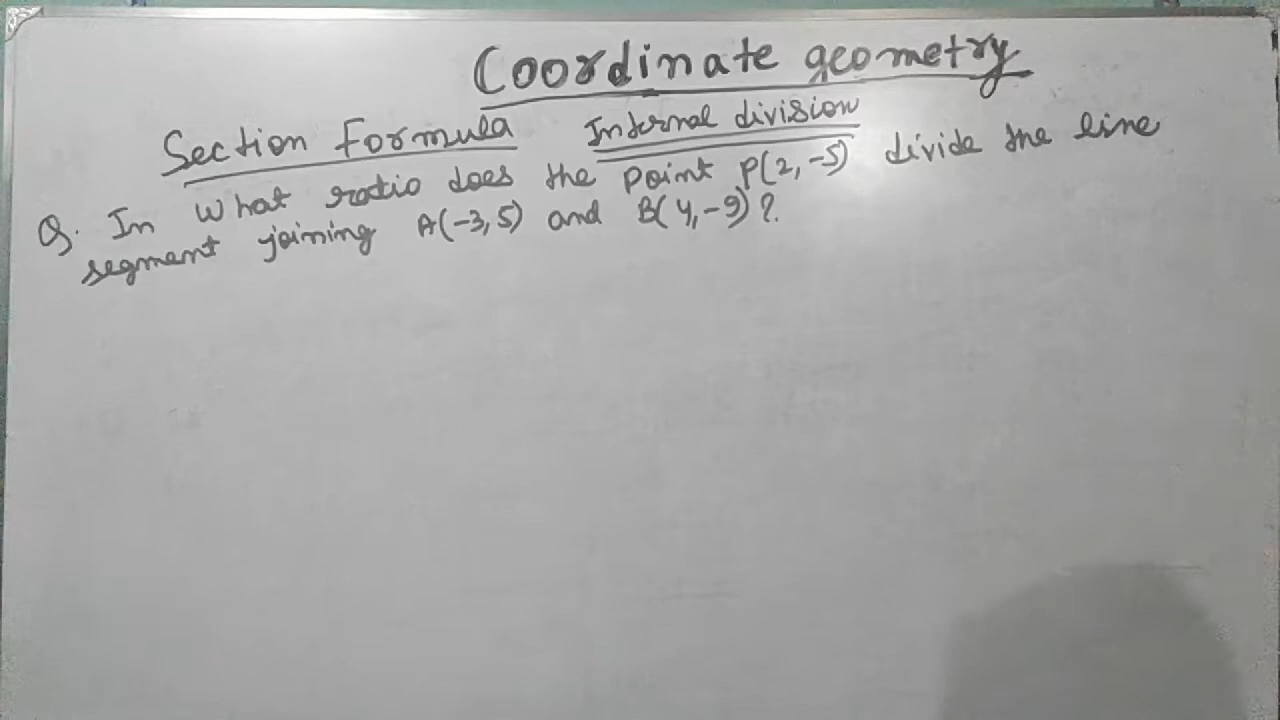 Coordinate geometry
Section Formula Internal division
Q. In What ratio does the point P(2,-5) divide the line
segment joining A(-3,5) and B(4,-9)?